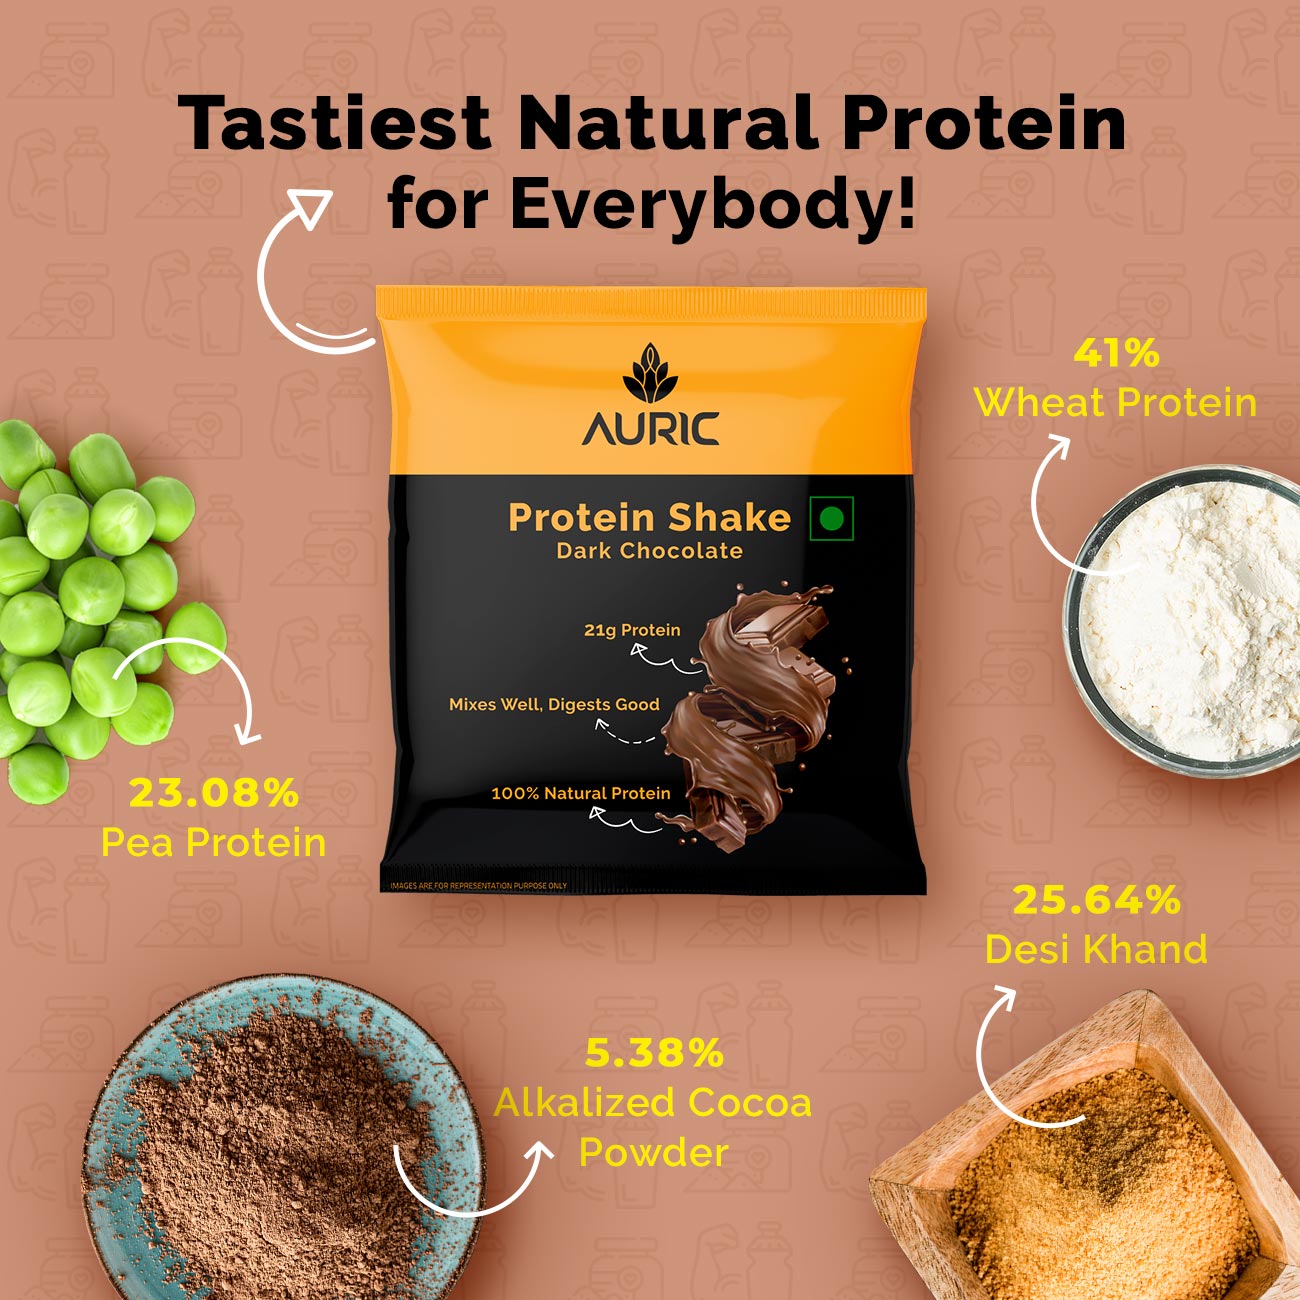 Tastiest Natural Protein
for Everybody!
AURIC
Protein Shake
Dark Chocolate
21g Protein
Mixes Well, Digests Good
100% Natural Protein
IMAGES ARE FOR REPRESENTATION PURPOSE ONLY
41%
Wheat Protein
23.08%
Pea Protein
25.64%
Desi Khand
5.38%
Alkalized Cocoa
Powder